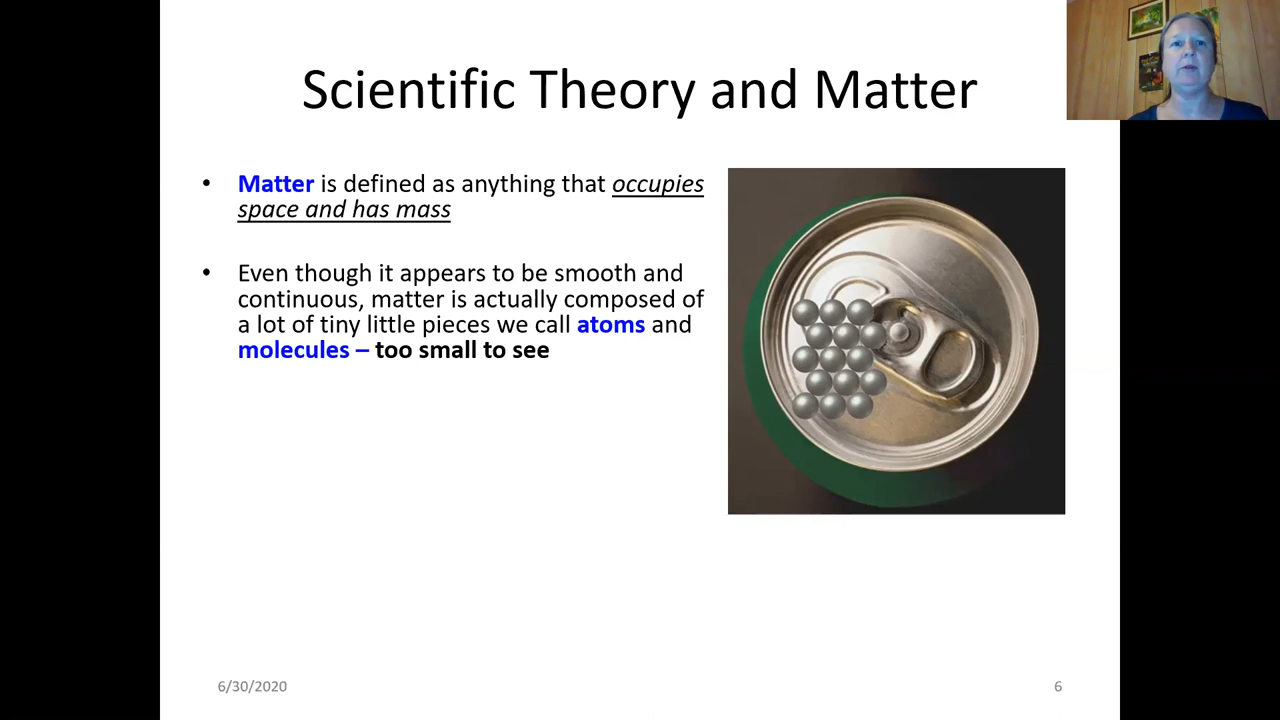 Scientific Theory and Matter
• Matter is defined as anything that occupies
space and has mass
• Even though it appears to be smooth and
continuous, matter is actually composed of
a lot of tiny little pieces we call atoms and
molecules – too small to see
6/30/2020
6